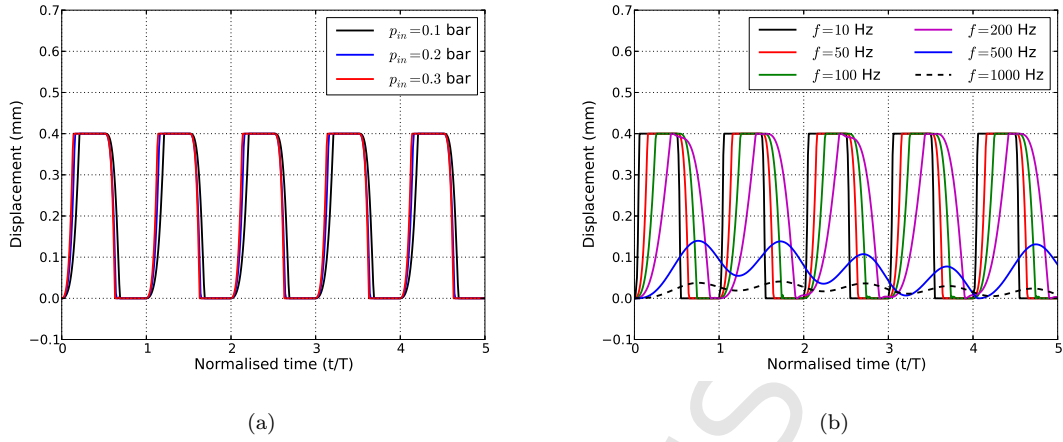 0.7
0.6
0.5
0.4
0.3
0.2
0.1
0.0
−0.1
Displacement (mm)
p_in=0.1 bar
p_in=0.2 bar
p_in=0.3 bar
0 1 2 3 4 5
Normalised time (t/T)
(a)
0.7
0.6
0.5
0.4
0.3
0.2
0.1
0.0
−0.1
Displacement (mm)
f=10 Hz
f=50 Hz
f=100 Hz
f=200 Hz
f=500 Hz
f=1000 Hz
0 1 2 3 4 5
Normalised time (t/T)
(b)